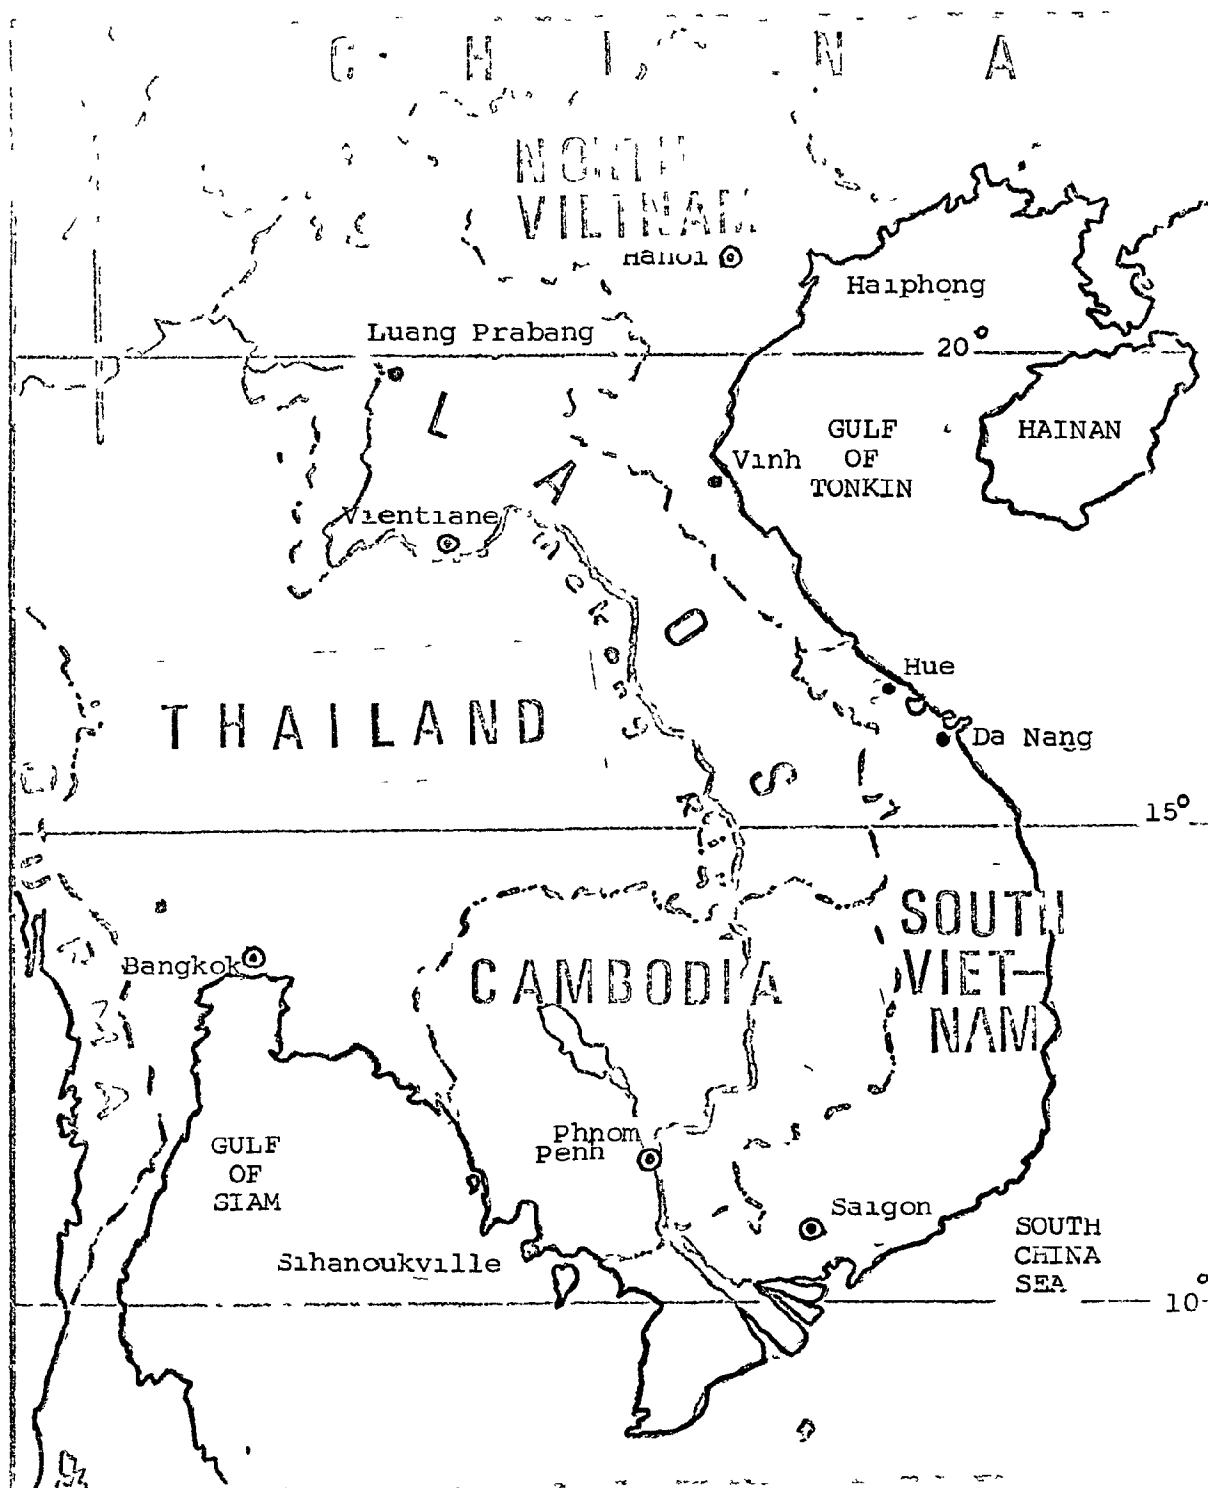 CHINA
NORTH
VIETNAM
Hanoi
Haiphong
Luang Prabang
20°
LAOS
GULF
OF
TONKIN
HAINAN
Vinh
Vientiane
Mekong
Hue
THAILAND
Da Nang
15°
SOUTH
VIET-
NAM
Bangkok
CAMBODIA
Phnom
Penh
GULF
OF
SIAM
Saigon
SOUTH
CHINA
SEA
Sihanoukville
10°